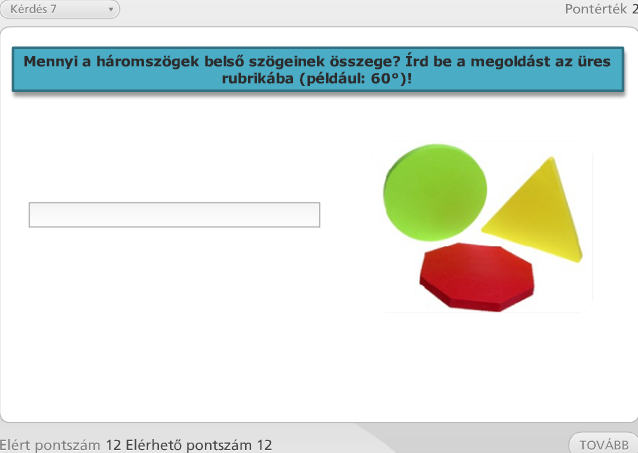 Kérdés 7
Pontérték 2
Mennyi a háromszögek belső szögeinek összege? Írd be a megoldást az üres
rubrikába (például: 60°)!
Elért pontszám 12 Elérhető pontszám 12
TOVÁBB